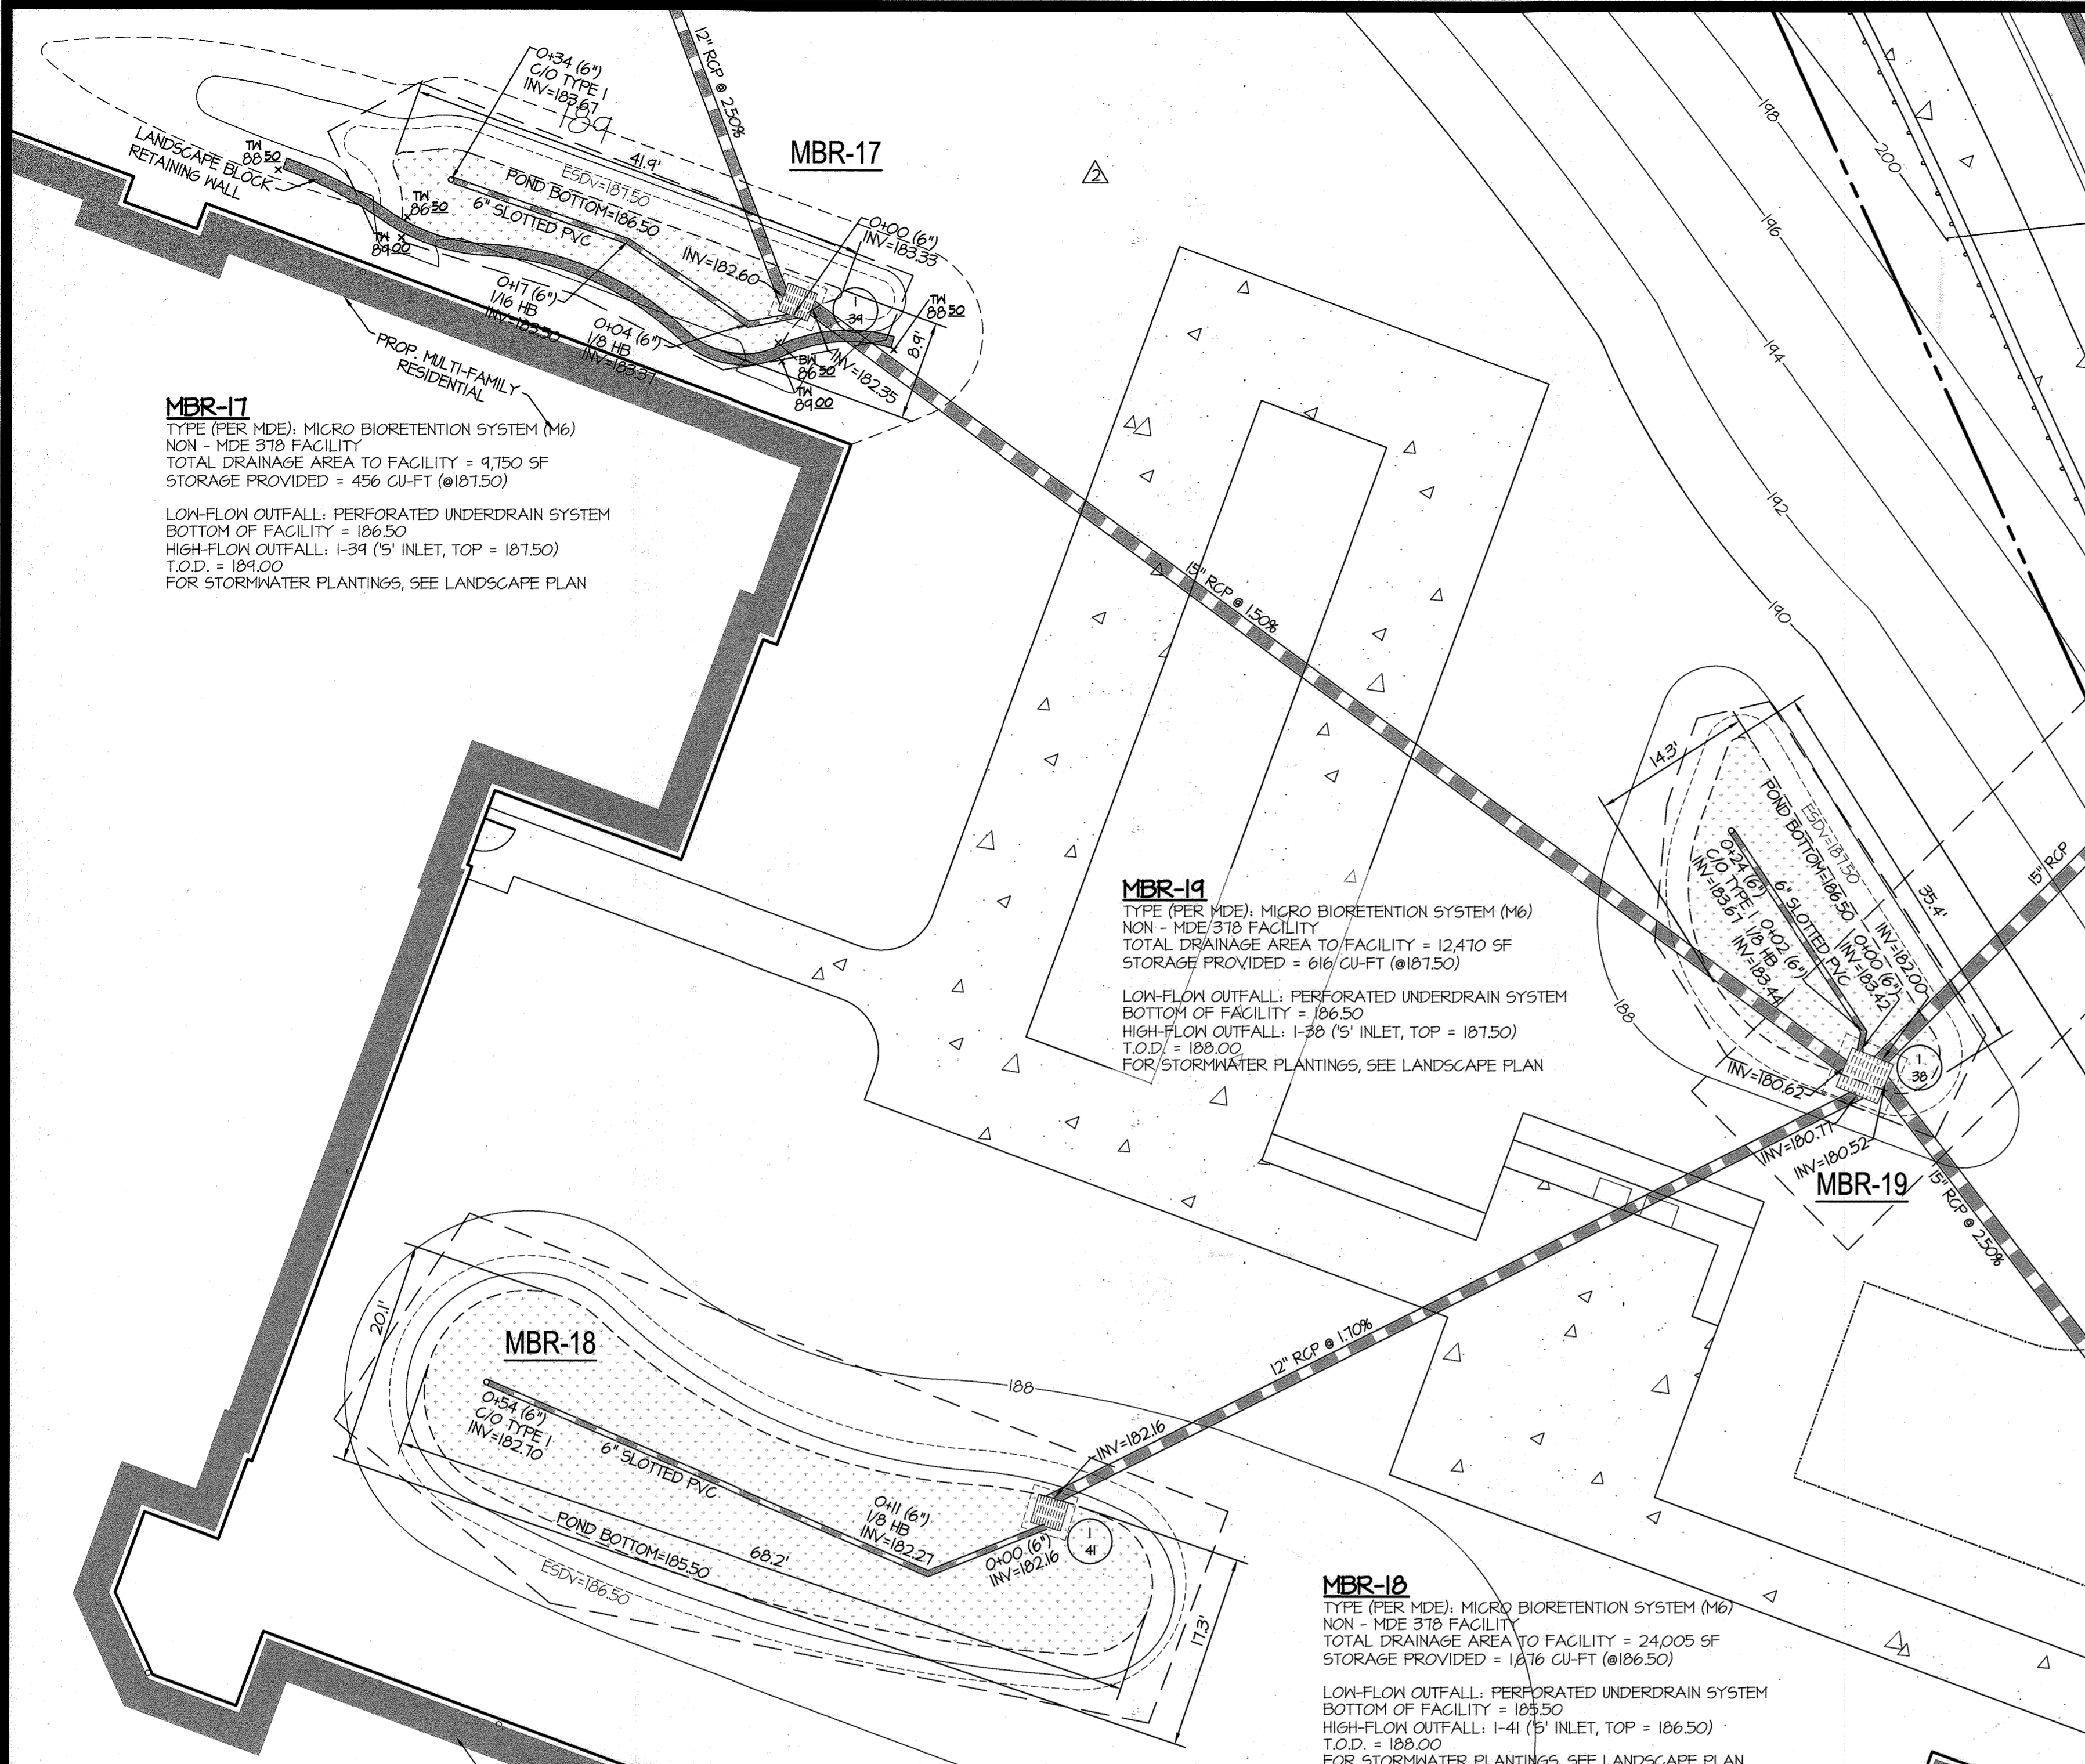 12" RCP @ 2.50%
0+34 (6")
C/O TYPE 1
INV=183.67
189
MBR-17
2
LANDSCAPE BLOCK
RETAINING WALL
TW
88 50
41.9'
ESDv=187.50
POND BOTTOM=186.50
6" SLOTTED PVC
TW
86 50
TW
89 00
INV=182.60
0+00 (6")
INV=183.33
1
39
TW
88 50
8.9'
0+17 (6")
1/16 HB
INV=183.50
0+04 (6")
1/8 HB
INV=183.37
BW
86 50
TW
89 00
INV=182.35
PROP. MULTI-FAMILY
RESIDENTIAL
MBR-17
TYPE (PER MDE): MICRO BIORETENTION SYSTEM (M6)
NON - MDE 378 FACILITY
TOTAL DRAINAGE AREA TO FACILITY = 9,750 SF
STORAGE PROVIDED = 456 CU-FT (@187.50)
LOW-FLOW OUTFALL: PERFORATED UNDERDRAIN SYSTEM
BOTTOM OF FACILITY = 186.50
HIGH-FLOW OUTFALL: I-39 ('S' INLET, TOP = 187.50)
T.O.D. = 189.00
FOR STORMWATER PLANTINGS, SEE LANDSCAPE PLAN
198
200
196
194
192
190
15" RCP @ 1.50%
14.3'
POND BOTTOM=186.50
ESDv=187.50
35.4'
15" RCP
0+24 (6")
C/O TYPE 1
INV=183.67
6" SLOTTED PVC
0+02 (6")
1/8 HB
INV=183.44
INV=182.00
0+00 (6")
INV=183.42
188
1
38
INV=180.62
INV=180.77
INV=180.52
MBR-19
15" RCP @ 2.50%
MBR-19
TYPE (PER MDE): MICRO BIORETENTION SYSTEM (M6)
NON - MDE 378 FACILITY
TOTAL DRAINAGE AREA TO FACILITY = 12,470 SF
STORAGE PROVIDED = 616 CU-FT (@187.50)
LOW-FLOW OUTFALL: PERFORATED UNDERDRAIN SYSTEM
BOTTOM OF FACILITY = 186.50
HIGH-FLOW OUTFALL: I-38 ('S' INLET, TOP = 187.50)
T.O.D. = 188.00
FOR STORMWATER PLANTINGS, SEE LANDSCAPE PLAN
20.1'
MBR-18
12" RCP @ 1.70%
188
0+54 (6")
C/O TYPE 1
INV=182.70
6" SLOTTED PVC
INV=182.16
0+11 (6")
1/8 HB
INV=182.27
0+00 (6")
INV=182.16
1
41
POND BOTTOM=185.50
68.2'
ESDv=186.50
17.3'
MBR-18
TYPE (PER MDE): MICRO BIORETENTION SYSTEM (M6)
NON - MDE 378 FACILITY
TOTAL DRAINAGE AREA TO FACILITY = 24,005 SF
STORAGE PROVIDED = 1,676 CU-FT (@186.50)
LOW-FLOW OUTFALL: PERFORATED UNDERDRAIN SYSTEM
BOTTOM OF FACILITY = 185.50
HIGH-FLOW OUTFALL: I-41 ('S' INLET, TOP = 186.50)
T.O.D. = 188.00
FOR STORMWATER PLANTINGS, SEE LANDSCAPE PLAN